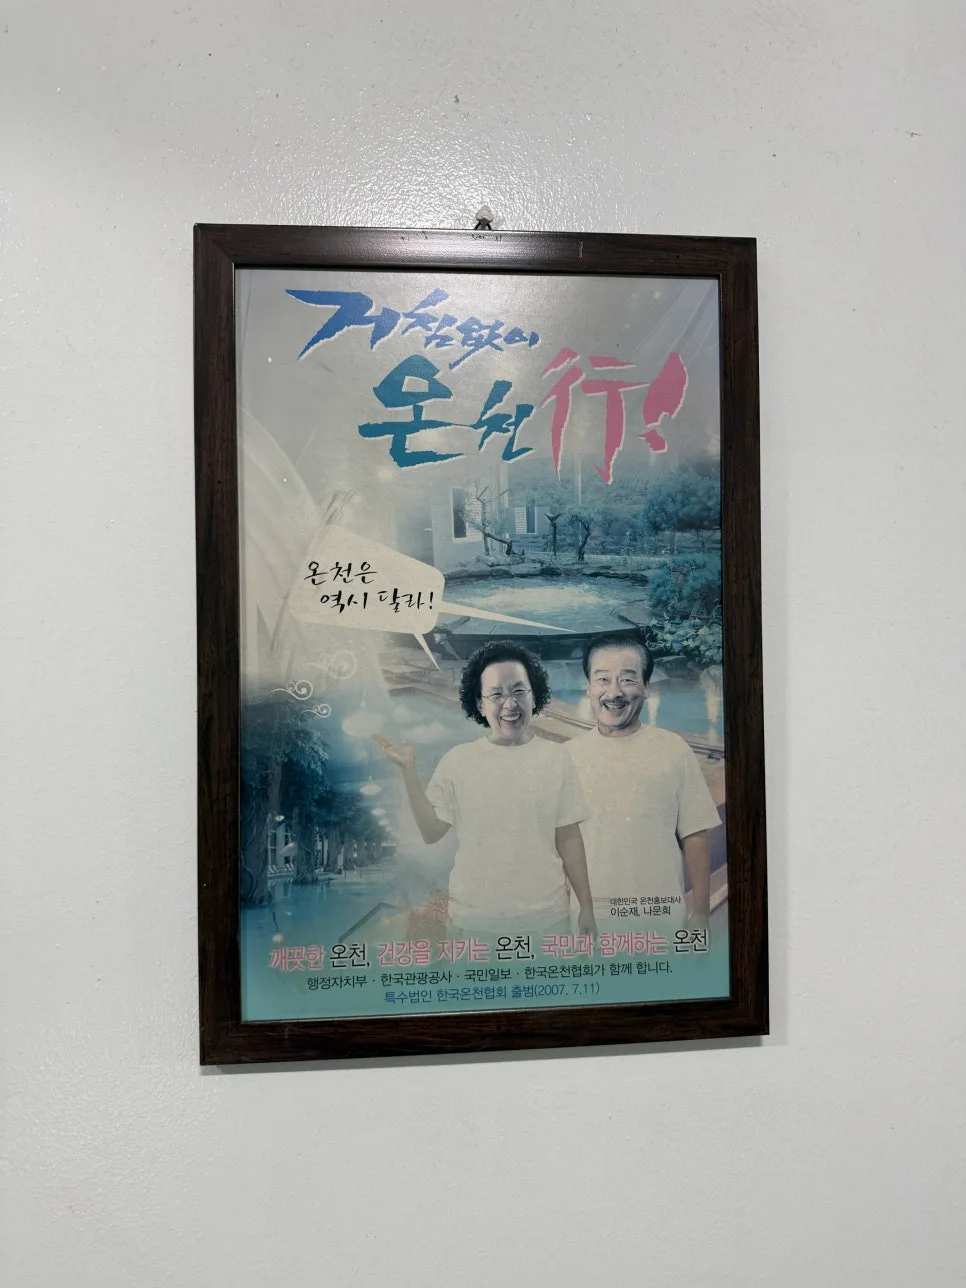 거침없이
온천行!
온천은
역시 달라!
대한민국 온천홍보대사
이순재, 나문희
깨끗한 온천, 건강을 지키는 온천, 국민과 함께하는 온천
행정자치부 · 한국관광공사 · 국민일보 · 한국온천협회가 함께 합니다.
특수법인 한국온천협회 출범(2007. 7.11)